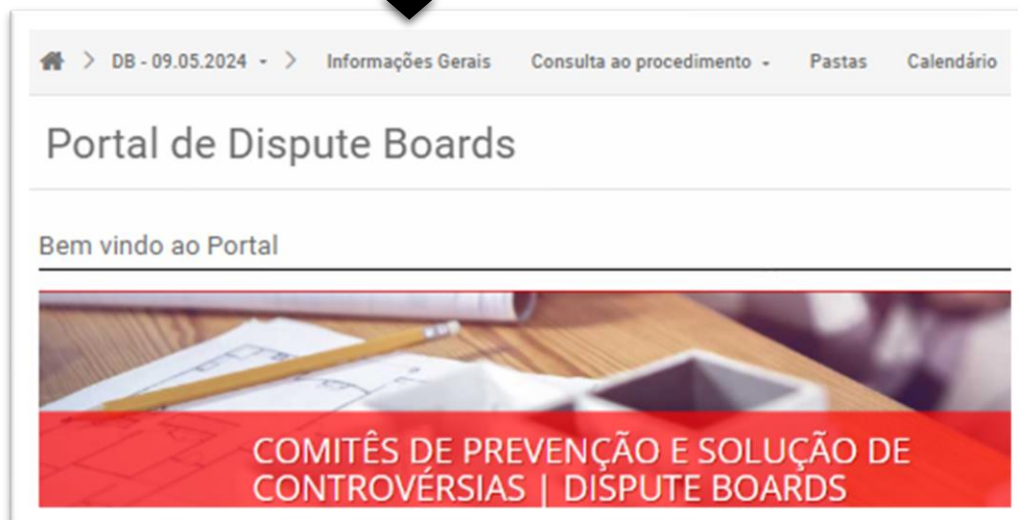 DB - 09.05.2024 Informações Gerais Consulta ao procedimento Pastas Calendário
Portal de Dispute Boards
Bem vindo ao Portal
COMITÊS DE PREVENÇÃO E SOLUÇÃO DE
CONTROVÉRSIAS | DISPUTE BOARDS